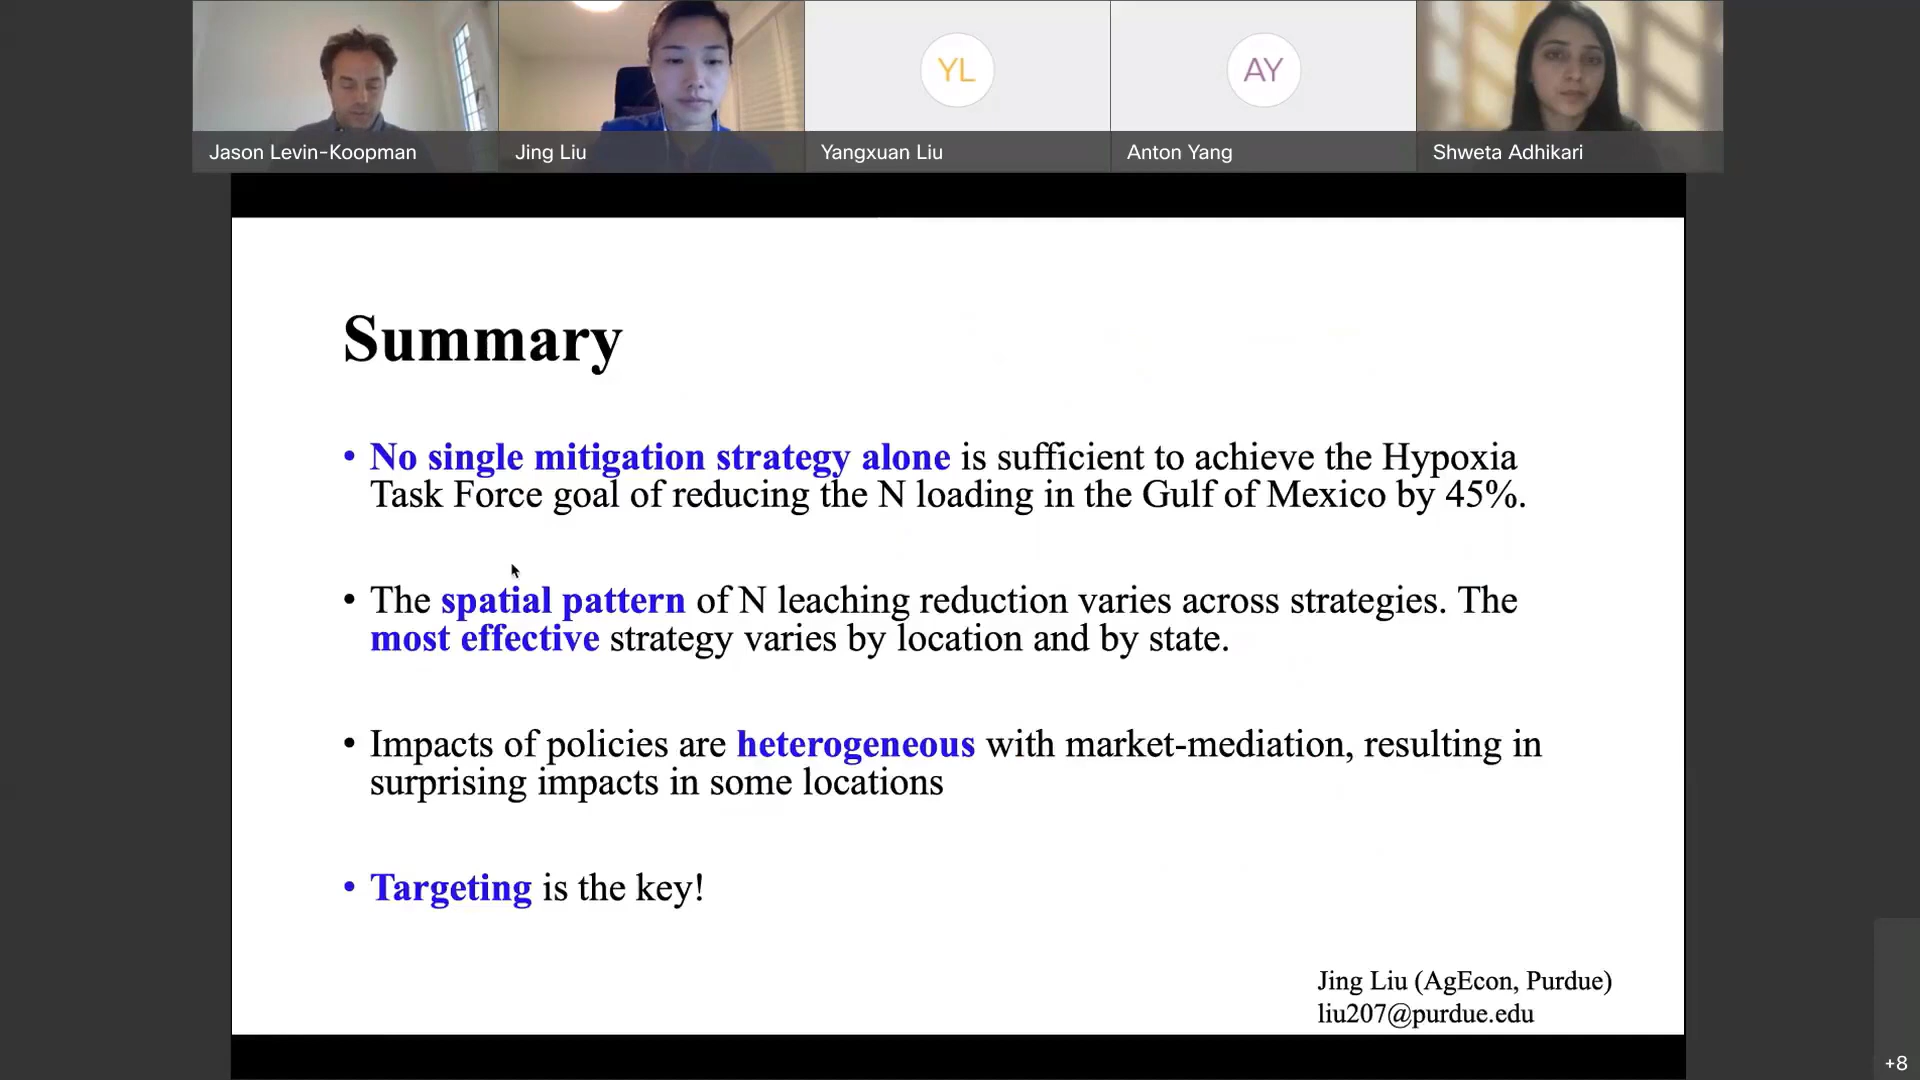 YL
AY
Jason Levin-Koopman
Jing Liu
Yangxuan Liu
Anton Yang
Shweta Adhikari
Summary
• No single mitigation strategy alone is sufficient to achieve the Hypoxia
Task Force goal of reducing the N loading in the Gulf of Mexico by 45%.
• The spatial pattern of N leaching reduction varies across strategies. The
most effective strategy varies by location and by state.
• Impacts of policies are heterogeneous with market-mediation, resulting in
surprising impacts in some locations
• Targeting is the key!
Jing Liu (AgEcon, Purdue)
liu207@purdue.edu
+8